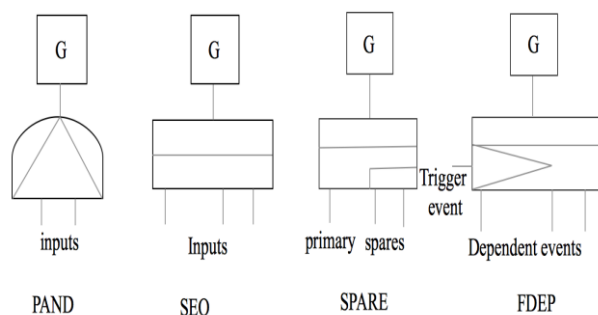 G G G G
inputs
Inputs
primary spares
Trigger
event
Dependent events
PAND SEQ SPARE FDEP